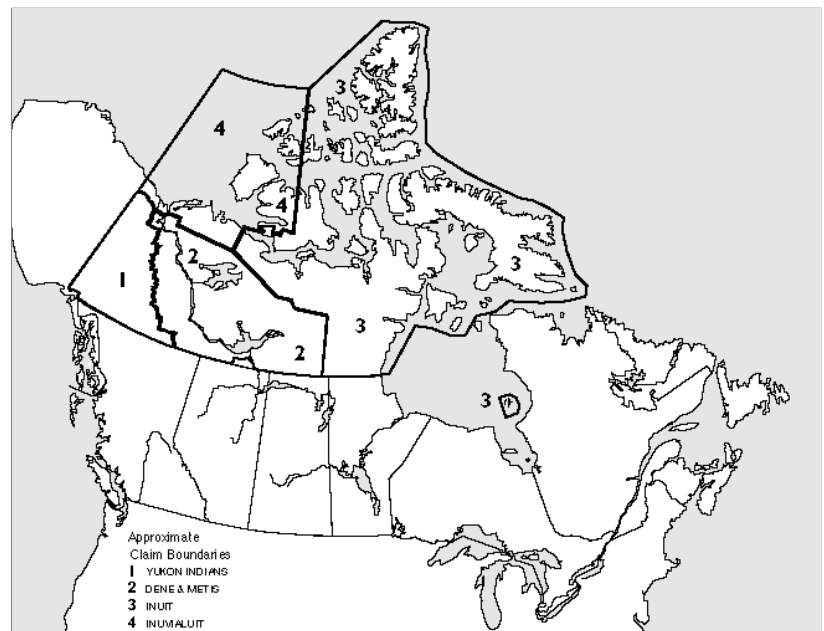 3
4
4
2
1
3
3
2
3
Approximate
Claim Boundaries
1 YUKON INDIANS
2 DENE & METIS
3 INUIT
4 INUVIALUIT